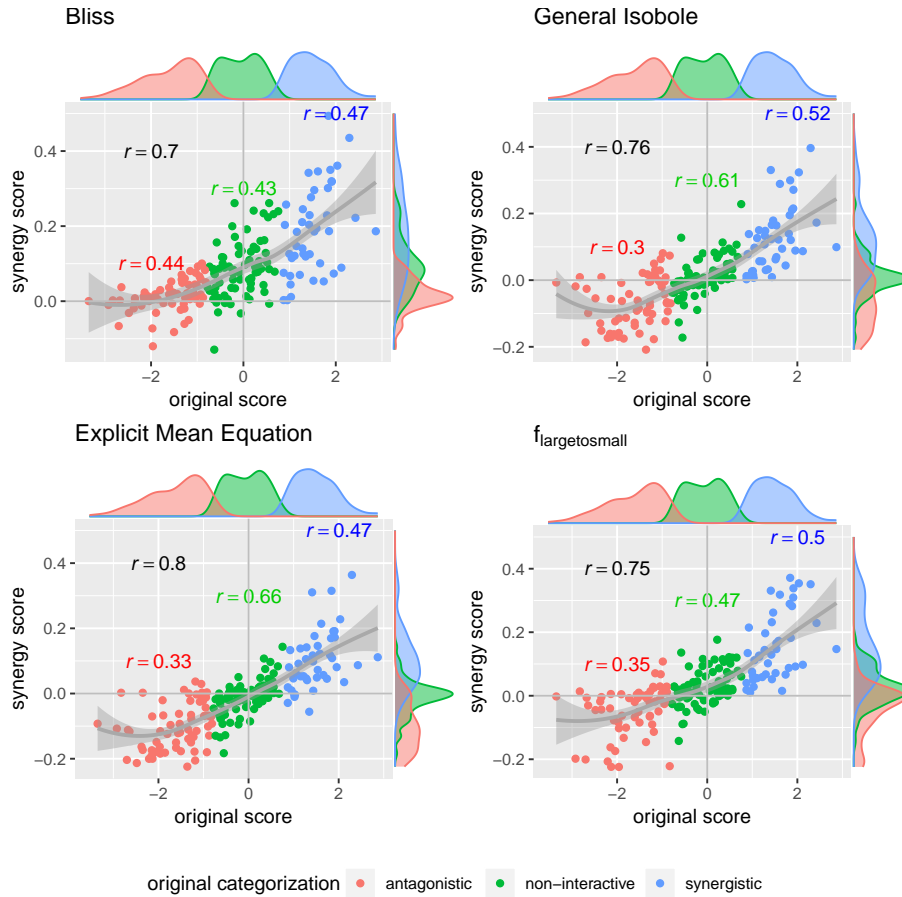 Bliss
General Isobole
r = 0.47
r = 0.7
r = 0.43
r = 0.44
synergy score
0.4
0.2
0.0
−2
0
2
original score
r = 0.52
r = 0.76
r = 0.61
r = 0.3
synergy score
0.4
0.2
0.0
−0.2
−2
0
2
original score
Explicit Mean Equation
flargetosmall
r = 0.47
r = 0.8
r = 0.66
r = 0.33
synergy score
0.4
0.2
0.0
−0.2
−2
0
2
original score
r = 0.5
r = 0.75
r = 0.47
r = 0.35
synergy score
0.4
0.2
0.0
−0.2
−2
0
2
original score
original categorization antagonistic non−interactive synergistic